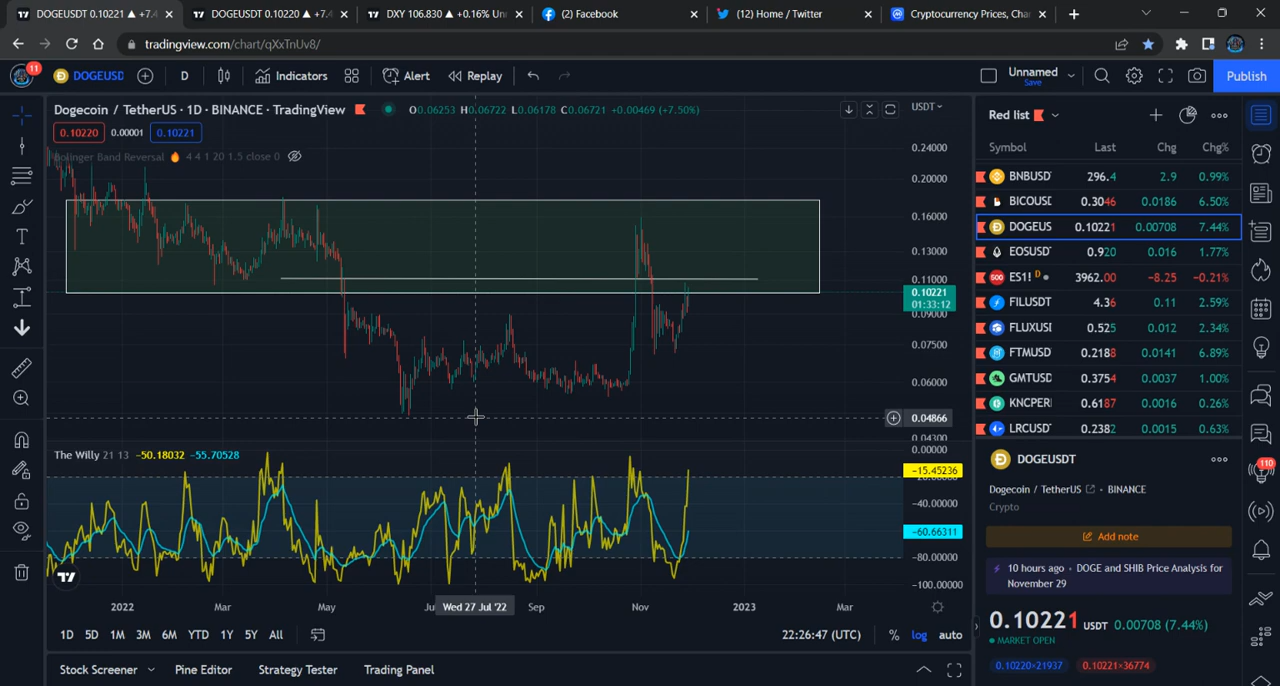 DOGEUSDT 0.10221 ▲ +7.4
DOGEUSDT 0.10220 ▲ +7.4
DXY 106.830 ▲ +0.16% Un
(2) Facebook
(12) Home / Twitter
Cryptocurrency Prices, Char
tradingview.com/chart/qXxTnUv8/
11
DOGEUSD
D
Indicators
Alert
Replay
Unnamed
Save
Publish
Dogecoin / TetherUS · 1D · BINANCE · TradingView
O0.06253 H0.06722 L0.06178 C0.06721 +0.00469 (+7.50%)
USDT
0.10220 0.00001 0.10221
Bolinger Band Reversal 4 4 1 20 1.5 close 0
0.24000
0.20000
0.16000
0.13000
0.11000
0.10221
01:33:12
0.09000
0.07500
0.06000
0.04866
0.04300
The Willy 21 13 −50.18032 −55.70528
0.00000
−15.45236
−40.00000
−60.66311
−80.00000
−100.00000
2022 Mar May Wed 27 Jul '22 Sep Nov 2023 Mar
1D 5D 1M 3M 6M YTD 1Y 5Y All
22:26:47 (UTC) % log auto
Stock Screener Pine Editor Strategy Tester Trading Panel
Red list
Symbol Last Chg Chg%
BNBUSD 296.4 2.9 0.99%
BICOUSD 0.3046 0.0186 6.50%
DOGEUS 0.10221 0.00708 7.44%
EOSUSD 0.920 0.016 1.77%
ES1! D 3962.00 −8.25 −0.21%
FILUSDT 4.36 0.11 2.59%
FLUXUSI 0.525 0.012 2.34%
FTMUSD 0.2188 0.0141 6.89%
GMTUSD 0.3754 0.0037 1.00%
KNCPERI 0.6187 0.0016 0.26%
LRCUSD 0.2382 0.0015 0.63%
DOGEUSDT
Dogecoin / TetherUS · BINANCE
Crypto
Add note
10 hours ago · DOGE and SHIB Price Analysis for
November 29
0.10221 USDT 0.00708 (7.44%)
MARKET OPEN
0.10220×21937 0.10221×36774
110